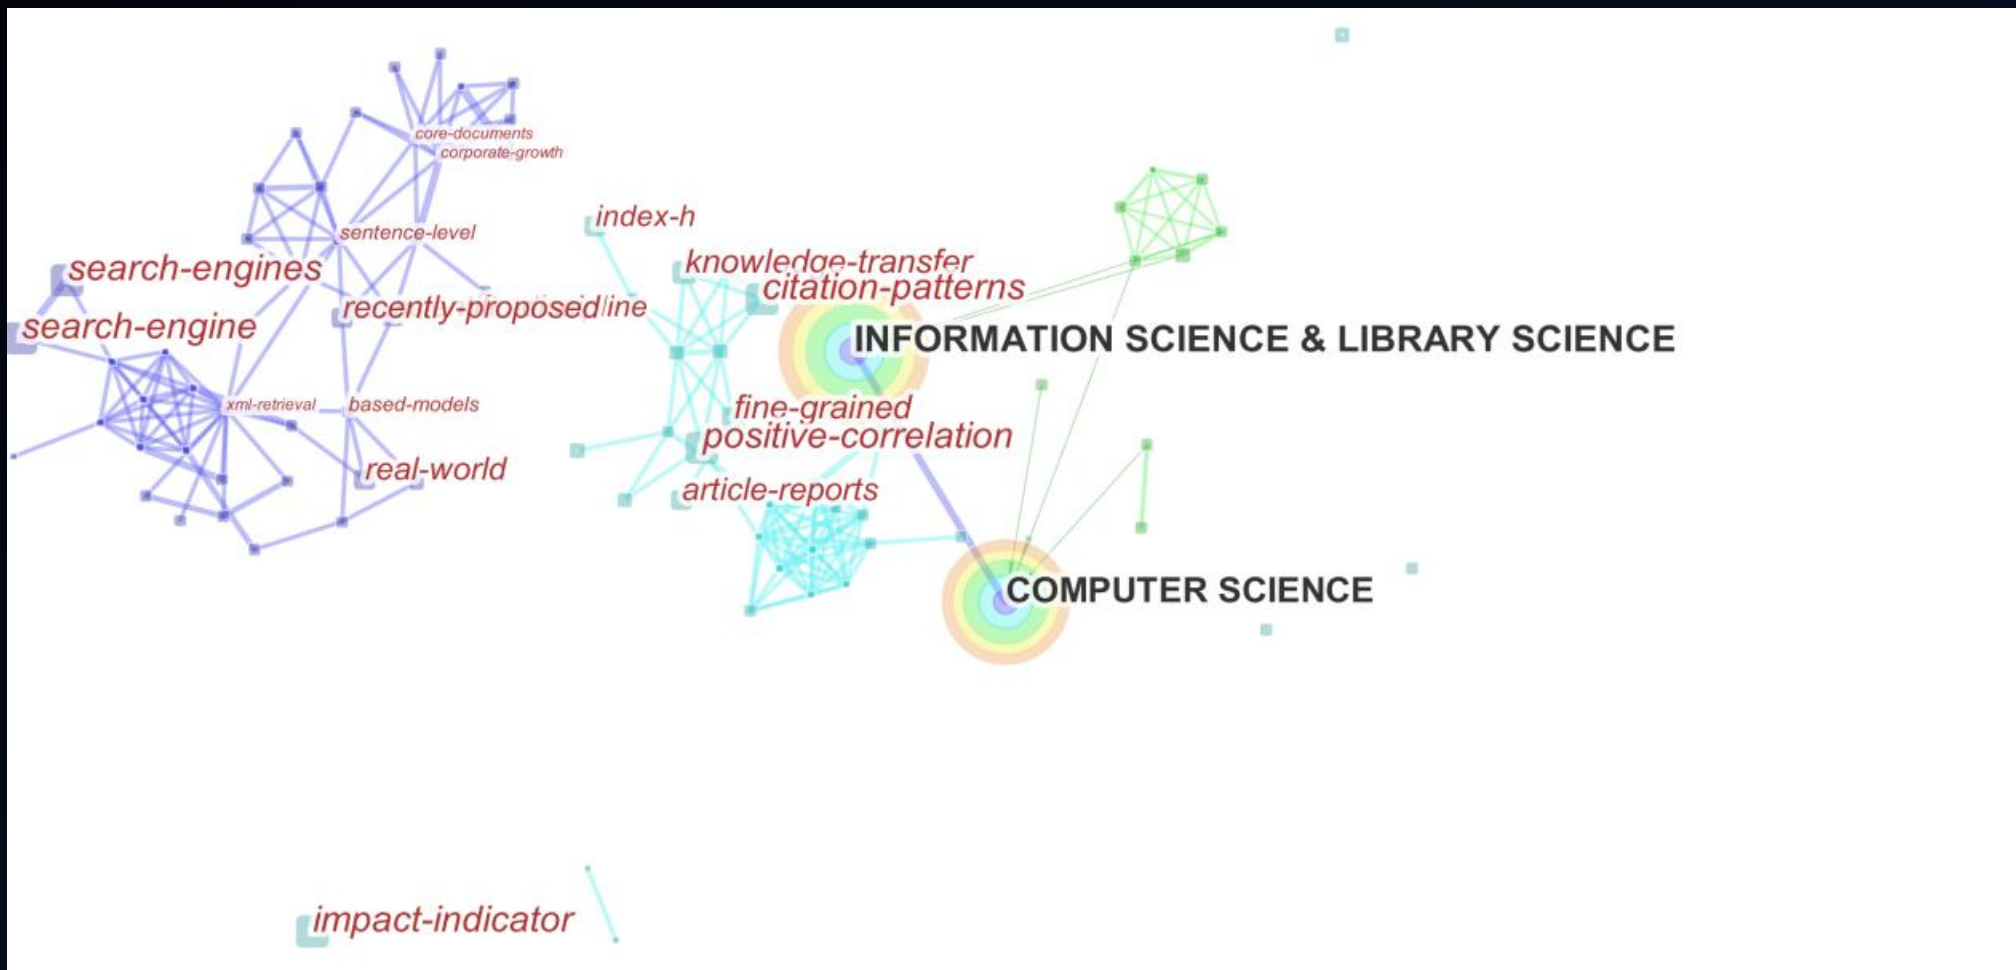 core-documents
corporate-growth
index-h
sentence-level
knowledge-transfer
search-engines
citation-patterns
recently-proposed
search-engine
INFORMATION SCIENCE & LIBRARY SCIENCE
xml-retrieval
based-models
fine-grained
positive-correlation
real-world
article-reports
COMPUTER SCIENCE
impact-indicator